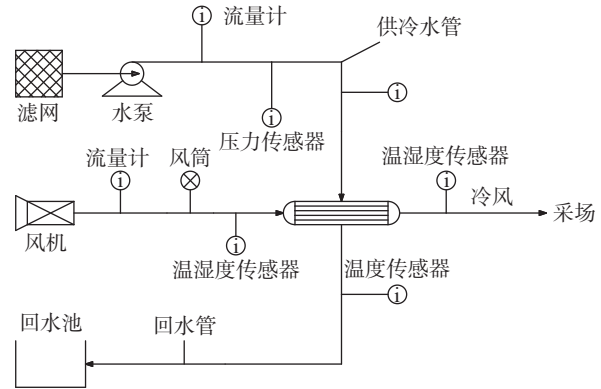 流量计
供冷水管
i
滤网
水泵
i
i
压力传感器
流量计
风筒
温湿度传感器
i
i
冷风
采场
风机
i
温湿度传感器
温度传感器
i
回水池
回水管